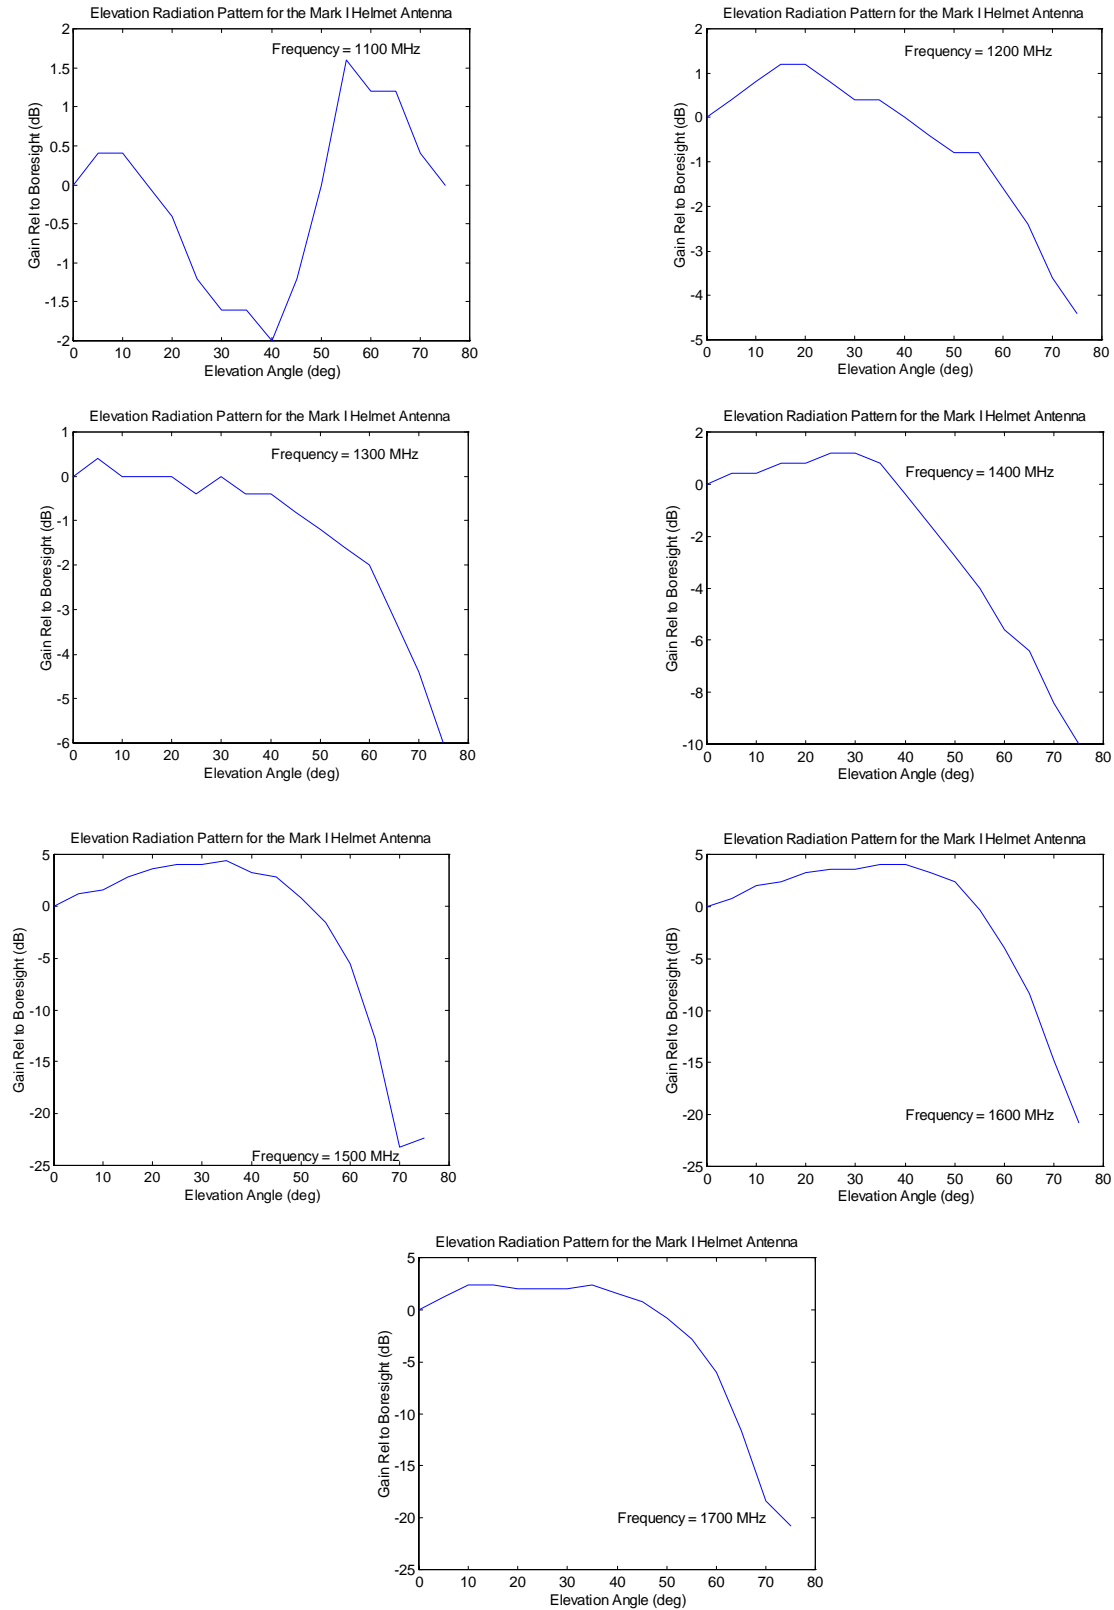 Elevation Radiation Pattern for the Mark I Helmet Antenna
Frequency = 1100 MHz
Gain Rel to Boresight (dB)
2
1.5
1
0.5
0
-0.5
-1
-1.5
-2
0 10 20 30 40 50 60 70 80
Elevation Angle (deg)
Elevation Radiation Pattern for the Mark I Helmet Antenna
Frequency = 1200 MHz
Gain Rel to Boresight (dB)
2
1
0
-1
-2
-3
-4
-5
0 10 20 30 40 50 60 70 80
Elevation Angle (deg)
Elevation Radiation Pattern for the Mark I Helmet Antenna
Frequency = 1300 MHz
Gain Rel to Boresight (dB)
1
0
-1
-2
-3
-4
-5
-6
0 10 20 30 40 50 60 70 80
Elevation Angle (deg)
Elevation Radiation Pattern for the Mark I Helmet Antenna
Frequency = 1400 MHz
Gain Rel to Boresight (dB)
2
0
-2
-4
-6
-8
-10
0 10 20 30 40 50 60 70 80
Elevation Angle (deg)
Elevation Radiation Pattern for the Mark I Helmet Antenna
Gain Rel to Boresight (dB)
5
0
-5
-10
-15
-20
-25
Frequency = 1500 MHz
0 10 20 30 40 50 60 70 80
Elevation Angle (deg)
Elevation Radiation Pattern for the Mark I Helmet Antenna
Gain Rel to Boresight (dB)
5
0
-5
-10
-15
-20
-25
Frequency = 1600 MHz
0 10 20 30 40 50 60 70 80
Elevation Angle (deg)
Elevation Radiation Pattern for the Mark I Helmet Antenna
Gain Rel to Boresight (dB)
5
0
-5
-10
-15
-20
-25
Frequency = 1700 MHz
0 10 20 30 40 50 60 70 80
Elevation Angle (deg)